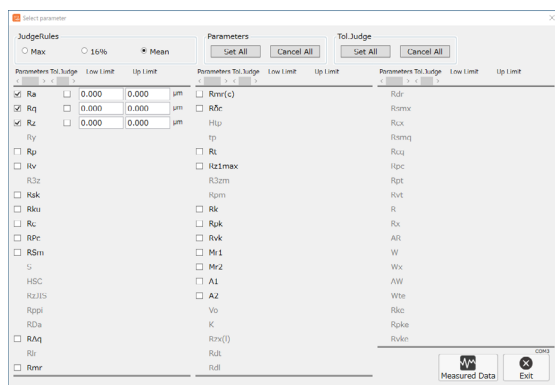 Select parameter
JudgeRules
Max
16%
Mean
Parameters
Set All
Cancel All
Tol.Judge
Set All
Cancel All
Parameters Tol.Judge Low Limit Up Limit
Ra 0.000 0.000 μm
Rq 0.000 0.000 μm
Rz 0.000 0.000 μm
Ry
Rp
Rv
R3z
Rsk
Rku
Rc
RPc
RSm
S
HSC
RzJIS
Rppi
RDa
RΔq
Rlr
Rmr
Parameters Tol.Judge Low Limit Up Limit
Rmr(c)
Rδc
Htp
tp
Rt
Rz1max
R3zm
Rpm
Rk
Rpk
Rvk
Mr1
Mr2
A1
A2
Vo
K
Rzx(l)
Rdt
Rdl
Parameters Tol.Judge Low Limit Up Limit
Rdr
Rsmx
Rcx
Rsmq
Rcq
Rpc
Rpt
Rvt
R
Rx
AR
W
Wx
AW
Wte
Rke
Rpke
Rvke
COM3
Measured Data
Exit